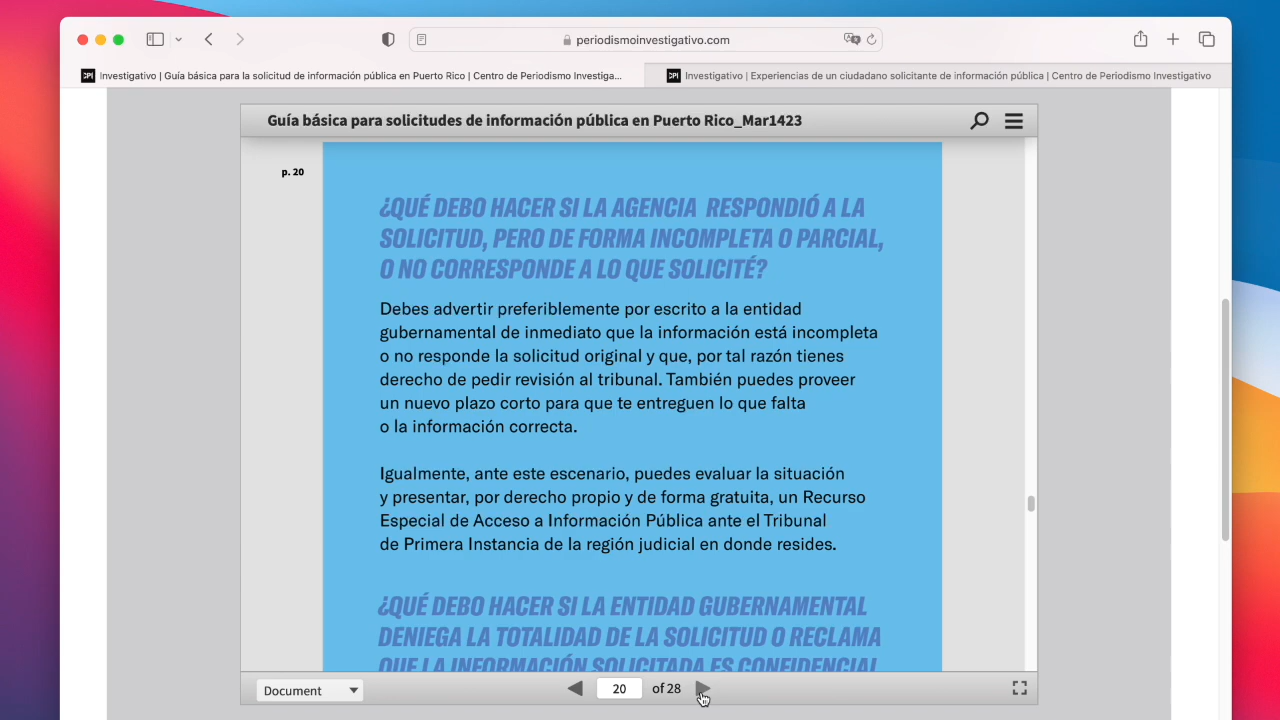 periodismoinvestigativo.com
Investigativo | Guía básica para la solicitud de información pública en Puerto Rico | Centro de Periodismo Investiga...
Investigativo | Experiencias de un ciudadano solicitante de información pública | Centro de Periodismo Investigativo
Guía básica para solicitudes de información pública en Puerto Rico_Mar1423
p. 20
¿QUÉ DEBO HACER SI LA AGENCIA RESPONDIÓ A LA
SOLICITUD, PERO DE FORMA INCOMPLETA O PARCIAL,
O NO CORRESPONDE A LO QUE SOLICITÉ?
Debes advertir preferiblemente por escrito a la entidad
gubernamental de inmediato que la información está incompleta
o no responde la solicitud original y que, por tal razón tienes
derecho de pedir revisión al tribunal. También puedes proveer
un nuevo plazo corto para que te entreguen lo que falta
o la información correcta.
Igualmente, ante este escenario, puedes evaluar la situación
y presentar, por derecho propio y de forma gratuita, un Recurso
Especial de Acceso a Información Pública ante el Tribunal
de Primera Instancia de la región judicial en donde resides.
¿QUÉ DEBO HACER SI LA ENTIDAD GUBERNAMENTAL
DENIEGA LA TOTALIDAD DE LA SOLICITUD O RECLAMA
QUE LA INFORMACIÓN SOLICITADA ES CONFIDENCIAL
Document
20 of 28